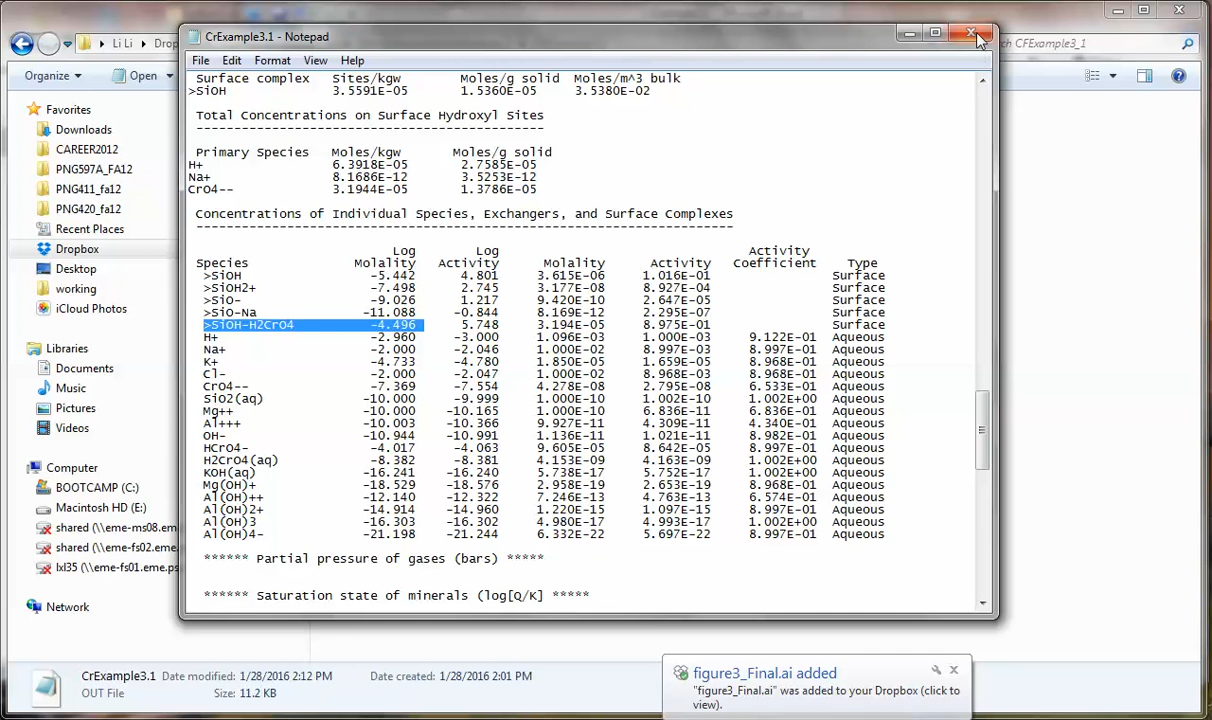 CrExample3.1 - Notepad
Li Li
Drop
ch CFExample3_1
File Edit Format View Help
Organize
Open
Surface complex Sites/kgw Moles/g solid Moles/m^3 bulk
>SiOH 3.5591E-05 1.5360E-05 3.5380E-02
Total Concentrations on Surface Hydroxyl Sites
------------------------------------------------
Primary Species Moles/kgw Moles/g solid
H+ 6.3918E-05 2.7585E-05
Na+ 8.1686E-12 3.5253E-12
CrO4-- 3.1944E-05 1.3786E-05
Concentrations of Individual Species, Exchangers, and Surface Complexes
------------------------------------------------------------------------
Log Log Activity
Species Molality Activity Molality Activity Coefficient Type
>SiOH -5.442 4.801 3.615E-06 1.016E-01 Surface
>SiOH2+ -7.498 2.745 3.177E-08 8.927E-04 Surface
>SiO- -9.026 1.217 9.420E-10 2.647E-05 Surface
>SiO-Na -11.088 -0.844 8.169E-12 2.295E-07 Surface
>SiOH-H2CrO4 -4.496 5.748 3.194E-05 8.975E-01 Surface
H+ -2.960 -3.000 1.096E-03 1.000E-03 9.122E-01 Aqueous
Na+ -2.000 -2.046 1.000E-02 8.997E-03 8.997E-01 Aqueous
K+ -4.733 -4.780 1.850E-05 1.659E-05 8.968E-01 Aqueous
Cl- -2.000 -2.047 1.000E-02 8.968E-03 8.968E-01 Aqueous
CrO4-- -7.369 -7.554 4.278E-08 2.795E-08 6.533E-01 Aqueous
SiO2(aq) -10.000 -9.999 1.000E-10 1.002E-10 1.002E+00 Aqueous
Mg++ -10.000 -10.165 1.000E-10 6.836E-11 6.836E-01 Aqueous
Al+++ -10.003 -10.366 9.927E-11 4.309E-11 4.340E-01 Aqueous
OH- -10.944 -10.991 1.136E-11 1.021E-11 8.982E-01 Aqueous
HCrO4- -4.017 -4.063 9.605E-05 8.642E-05 8.997E-01 Aqueous
H2CrO4(aq) -8.382 -8.381 4.153E-09 4.163E-09 1.002E+00 Aqueous
KOH(aq) -16.241 -16.240 5.738E-17 5.752E-17 1.002E+00 Aqueous
Mg(OH)+ -18.529 -18.576 2.958E-19 2.653E-19 8.968E-01 Aqueous
Al(OH)++ -12.140 -12.322 7.246E-13 4.763E-13 6.574E-01 Aqueous
Al(OH)2+ -14.914 -14.960 1.220E-15 1.097E-15 8.997E-01 Aqueous
Al(OH)3 -16.303 -16.302 4.980E-17 4.993E-17 1.002E+00 Aqueous
Al(OH)4- -21.198 -21.244 6.332E-22 5.697E-22 8.997E-01 Aqueous
****** Partial pressure of gases (bars) *****
****** Saturation state of minerals (log[Q/K] *****
Favorites
Downloads
CAREER2012
PNG597A_FA12
PNG411_fa12
PNG420_fa12
Recent Places
Dropbox
Desktop
working
iCloud Photos
Libraries
Documents
Music
Pictures
Videos
Computer
BOOTCAMP (C:)
Macintosh HD (E:)
shared (\\eme-ms08.eme
shared (\\eme-fs02.eme
lxl35 (\\eme-fs01.eme.ps
Network
CrExample3.1 Date modified: 1/28/2016 2:12 PM Date created: 1/28/2016 2:01 PM
OUT File Size: 11.2 KB
figure3_Final.ai added
"figure3_Final.ai" was added to your Dropbox (click to
view).